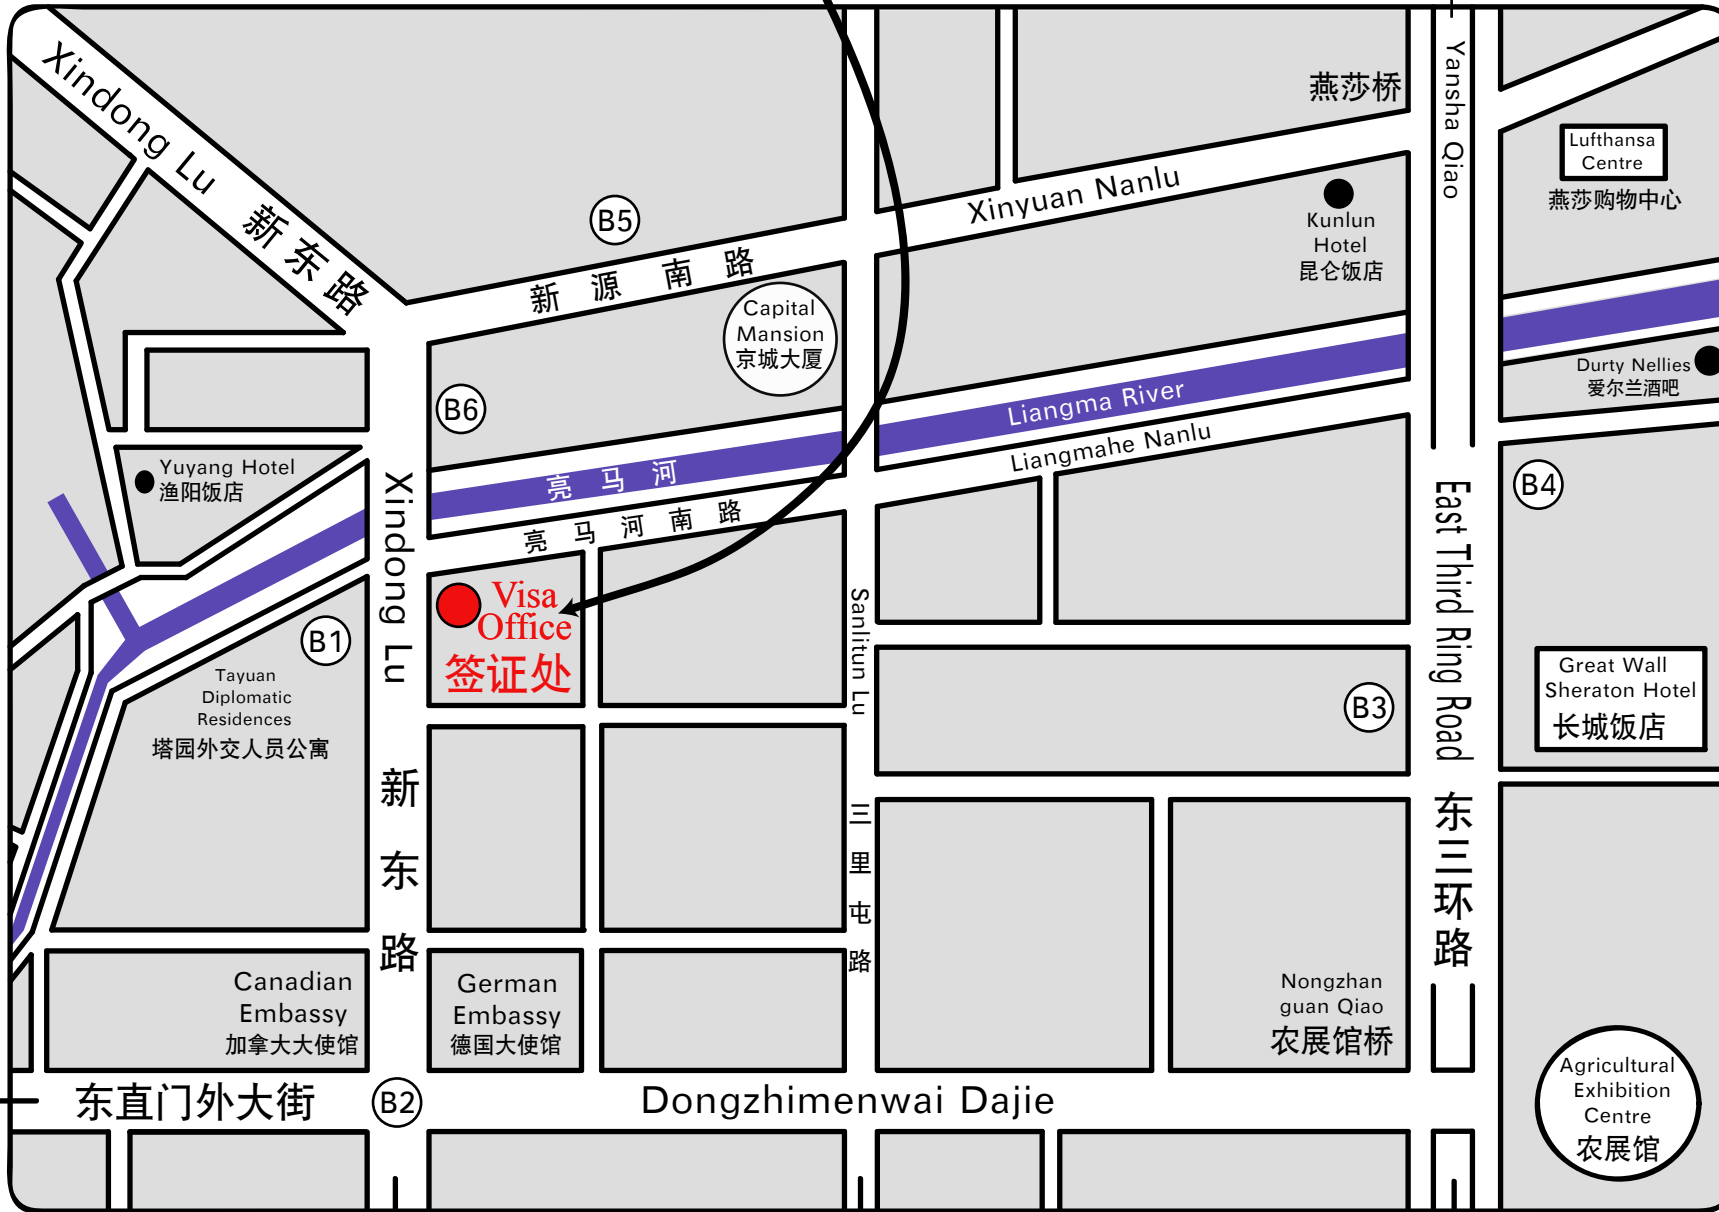 Xindong Lu
新东路
燕莎桥
Yansha Qiao
Lufthansa
Centre
燕莎购物中心
Xinyuan Nanlu
新源南路
B5
Kunlun
Hotel
昆仑饭店
Capital
Mansion
京城大厦
Durty Nellies
爱尔兰酒吧
B6
Liangma River
亮马河
Liangmahe Nanlu
亮马河南路
Yuyang Hotel
渔阳饭店
B4
Xindong Lu
新东路
East Third Ring Road
东三环路
Visa
Office
签证处
Sanlitun Lu
三里屯路
B1
Tayuan
Diplomatic
Residences
塔园外交人员公寓
B3
Great Wall
Sheraton Hotel
长城饭店
Canadian
Embassy
加拿大大使馆
German
Embassy
德国大使馆
Nongzhan
guan Qiao
农展馆桥
Agricultural
Exhibition
Centre
农展馆
东直门外大街
B2
Dongzhimenwai Dajie